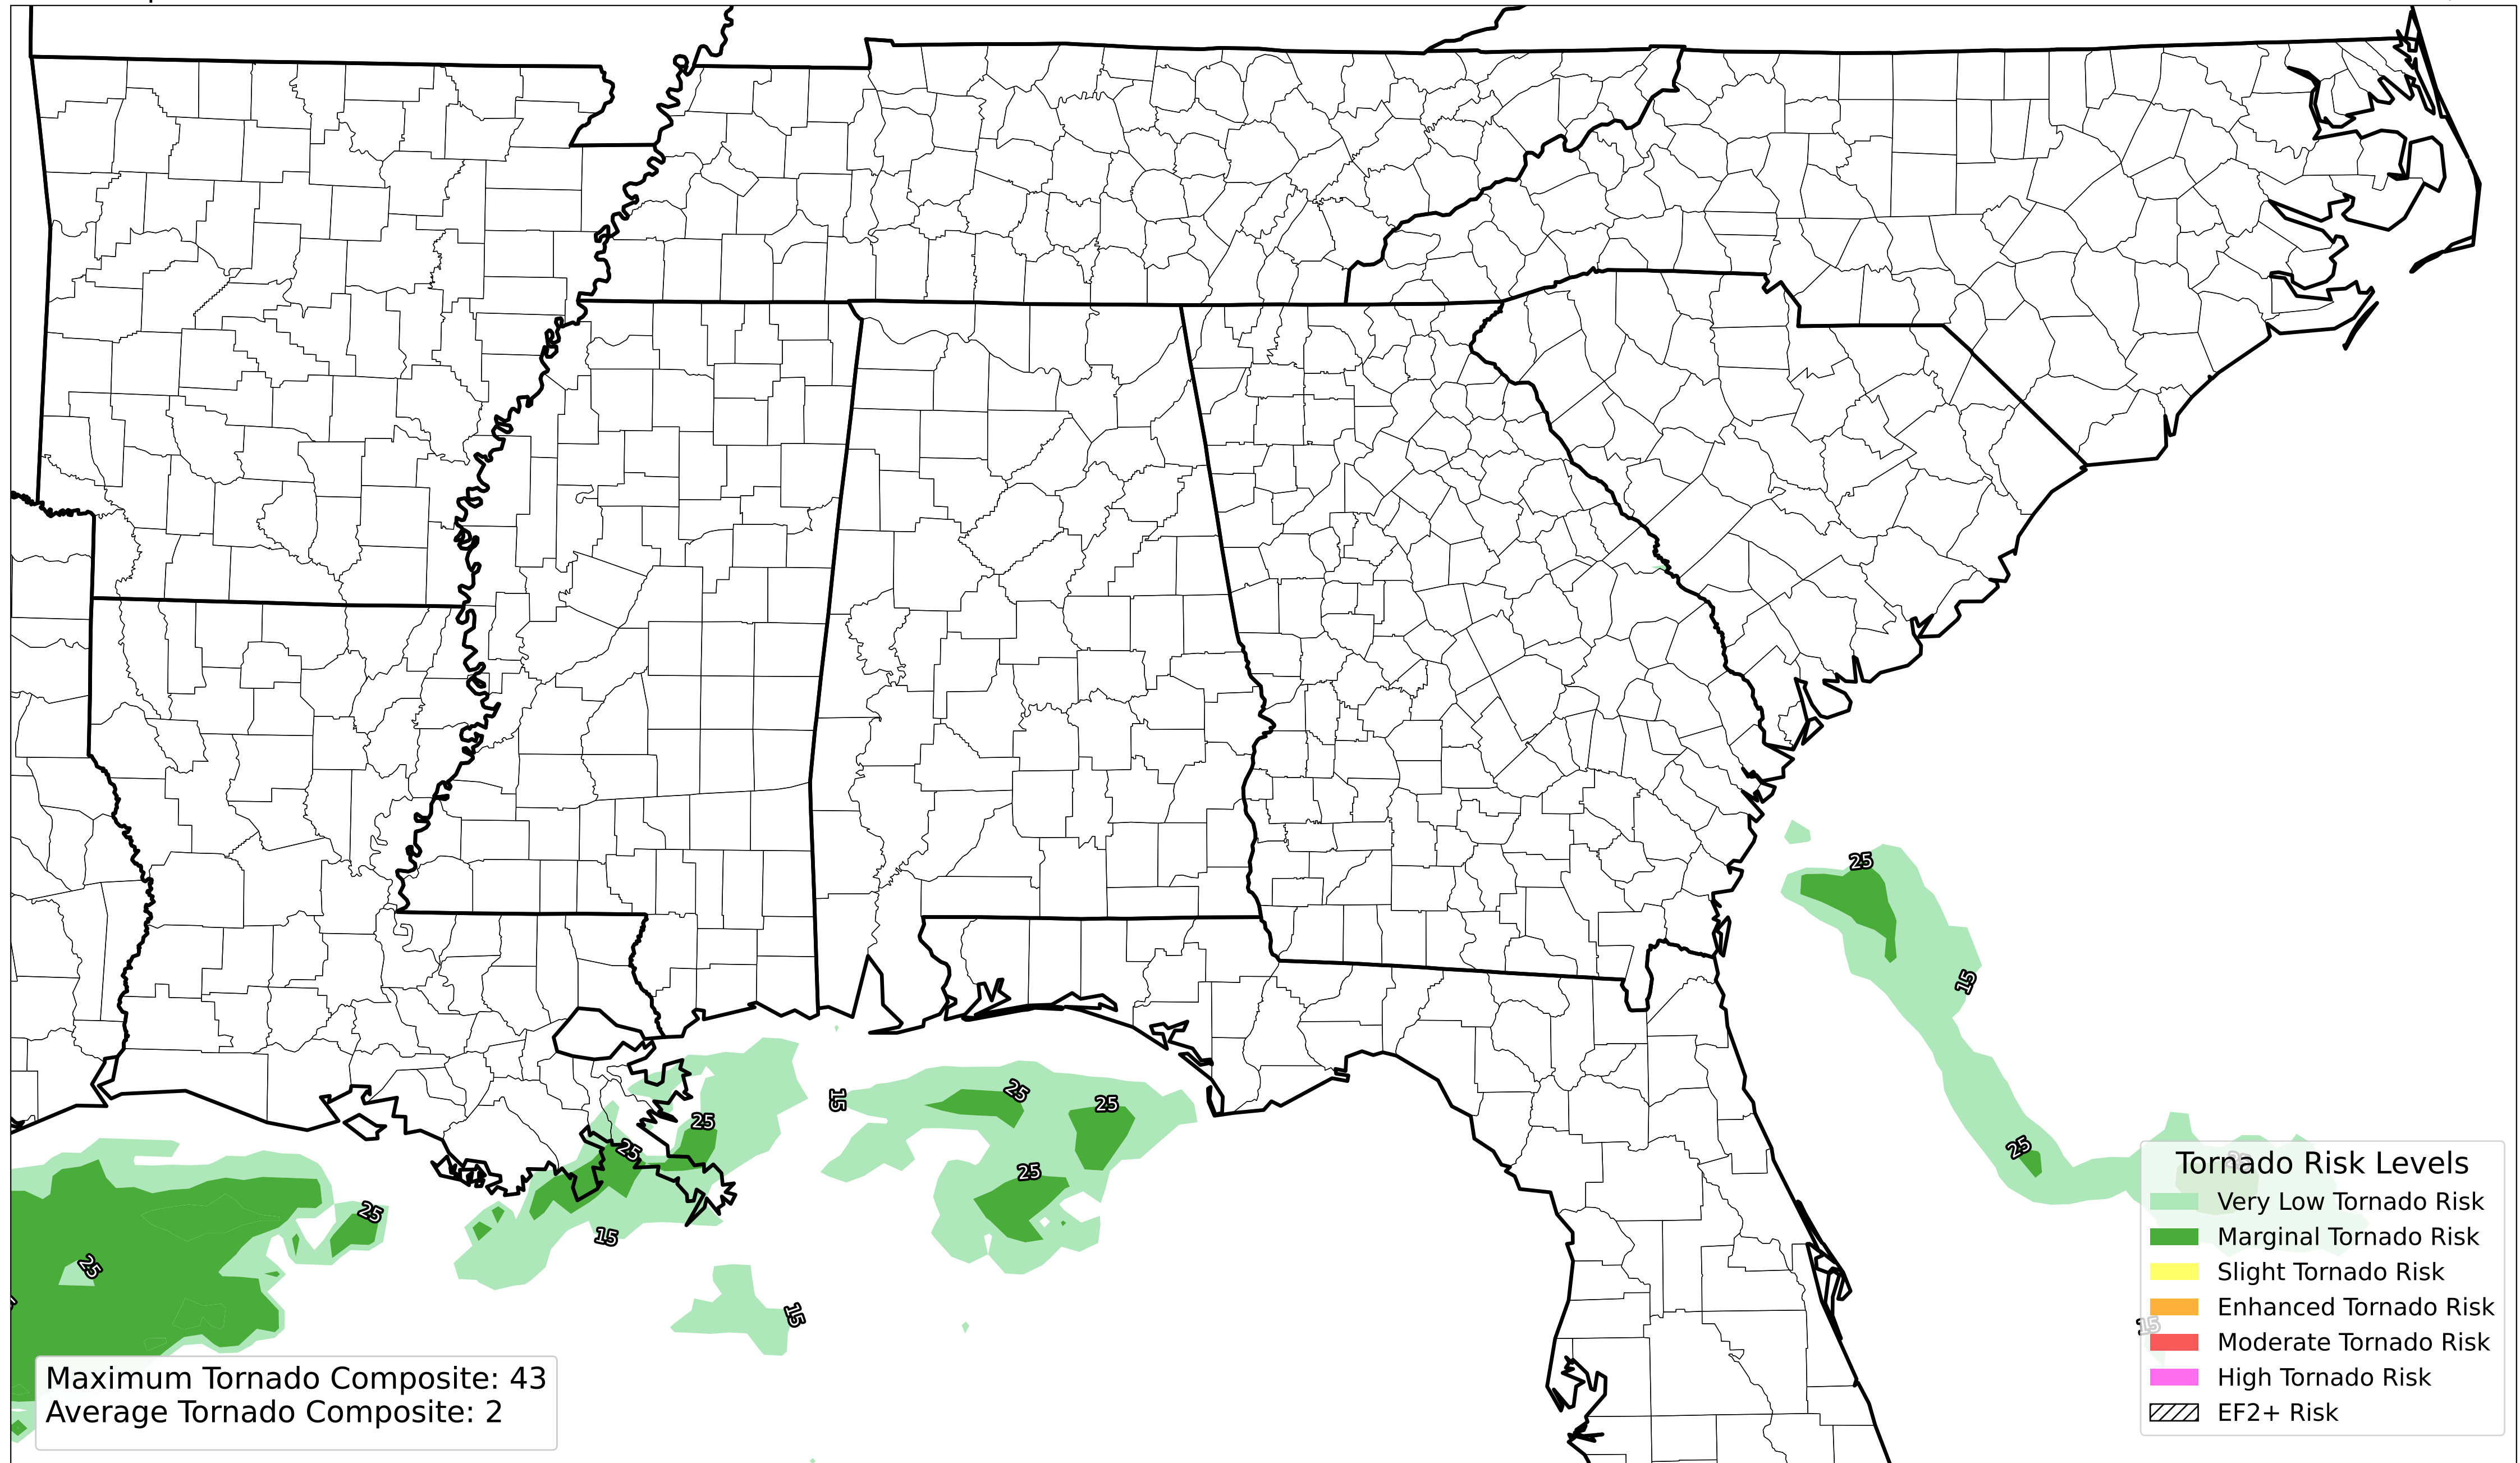 25
15
25
25
15
25
25
25
25
25
15
25
15
15
Tornado Risk Levels
Very Low Tornado Risk
Marginal Tornado Risk
Slight Tornado Risk
Enhanced Tornado Risk
Moderate Tornado Risk
High Tornado Risk
EF2+ Risk
Maximum Tornado Composite: 43
Average Tornado Composite: 2